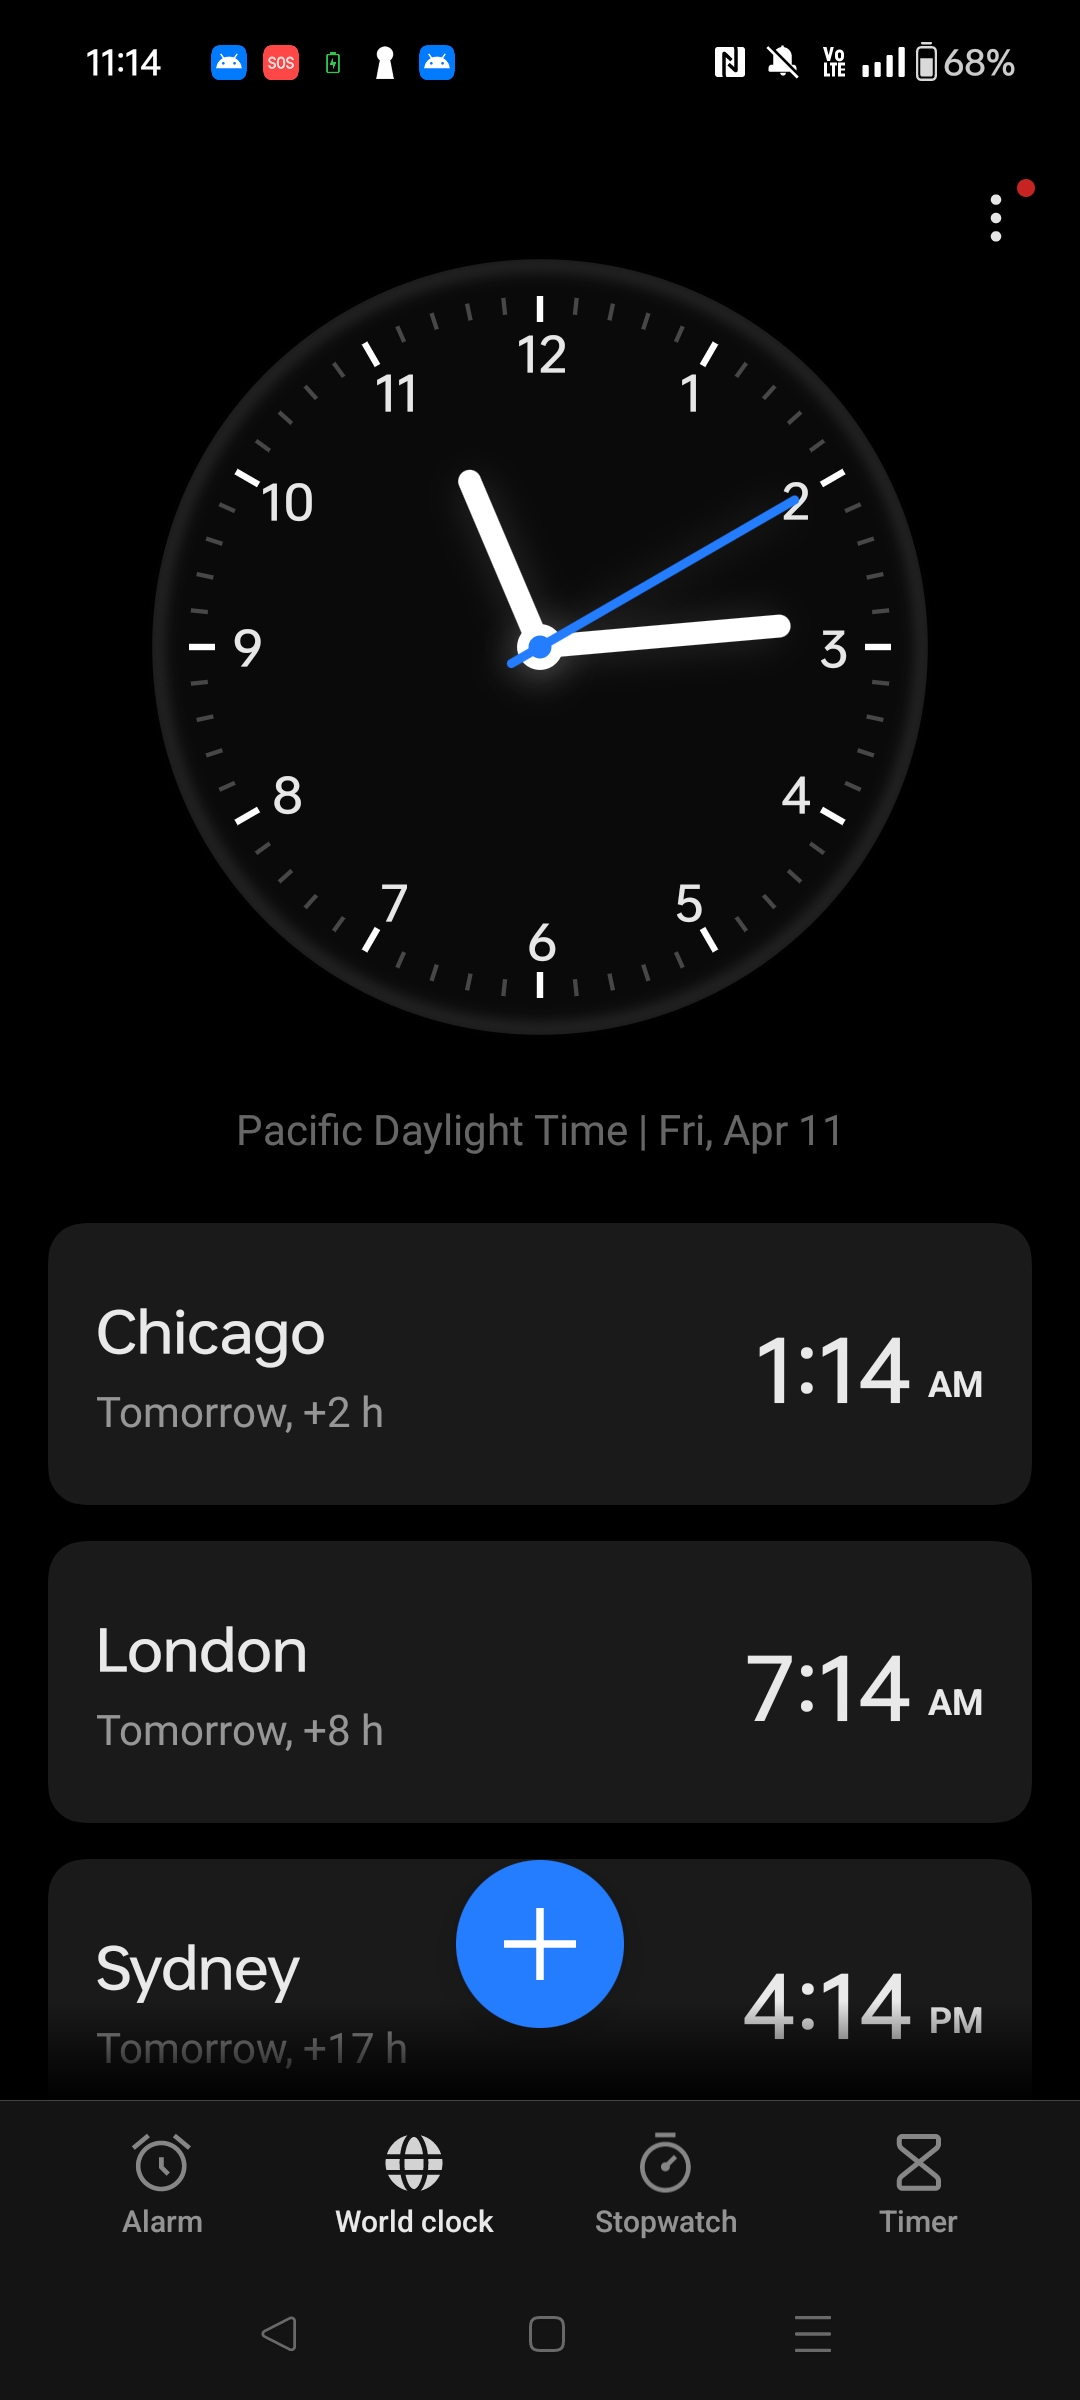 11:14 SOS Vo LTE 68%
12
11 1
10 2
9 3
8 4
7 5
6
Pacific Daylight Time | Fri, Apr 11
Chicago
Tomorrow, +2 h
1:14 AM
London
Tomorrow, +8 h
7:14 AM
Sydney
Tomorrow, +17 h
4:14 PM
Alarm World clock Stopwatch Timer